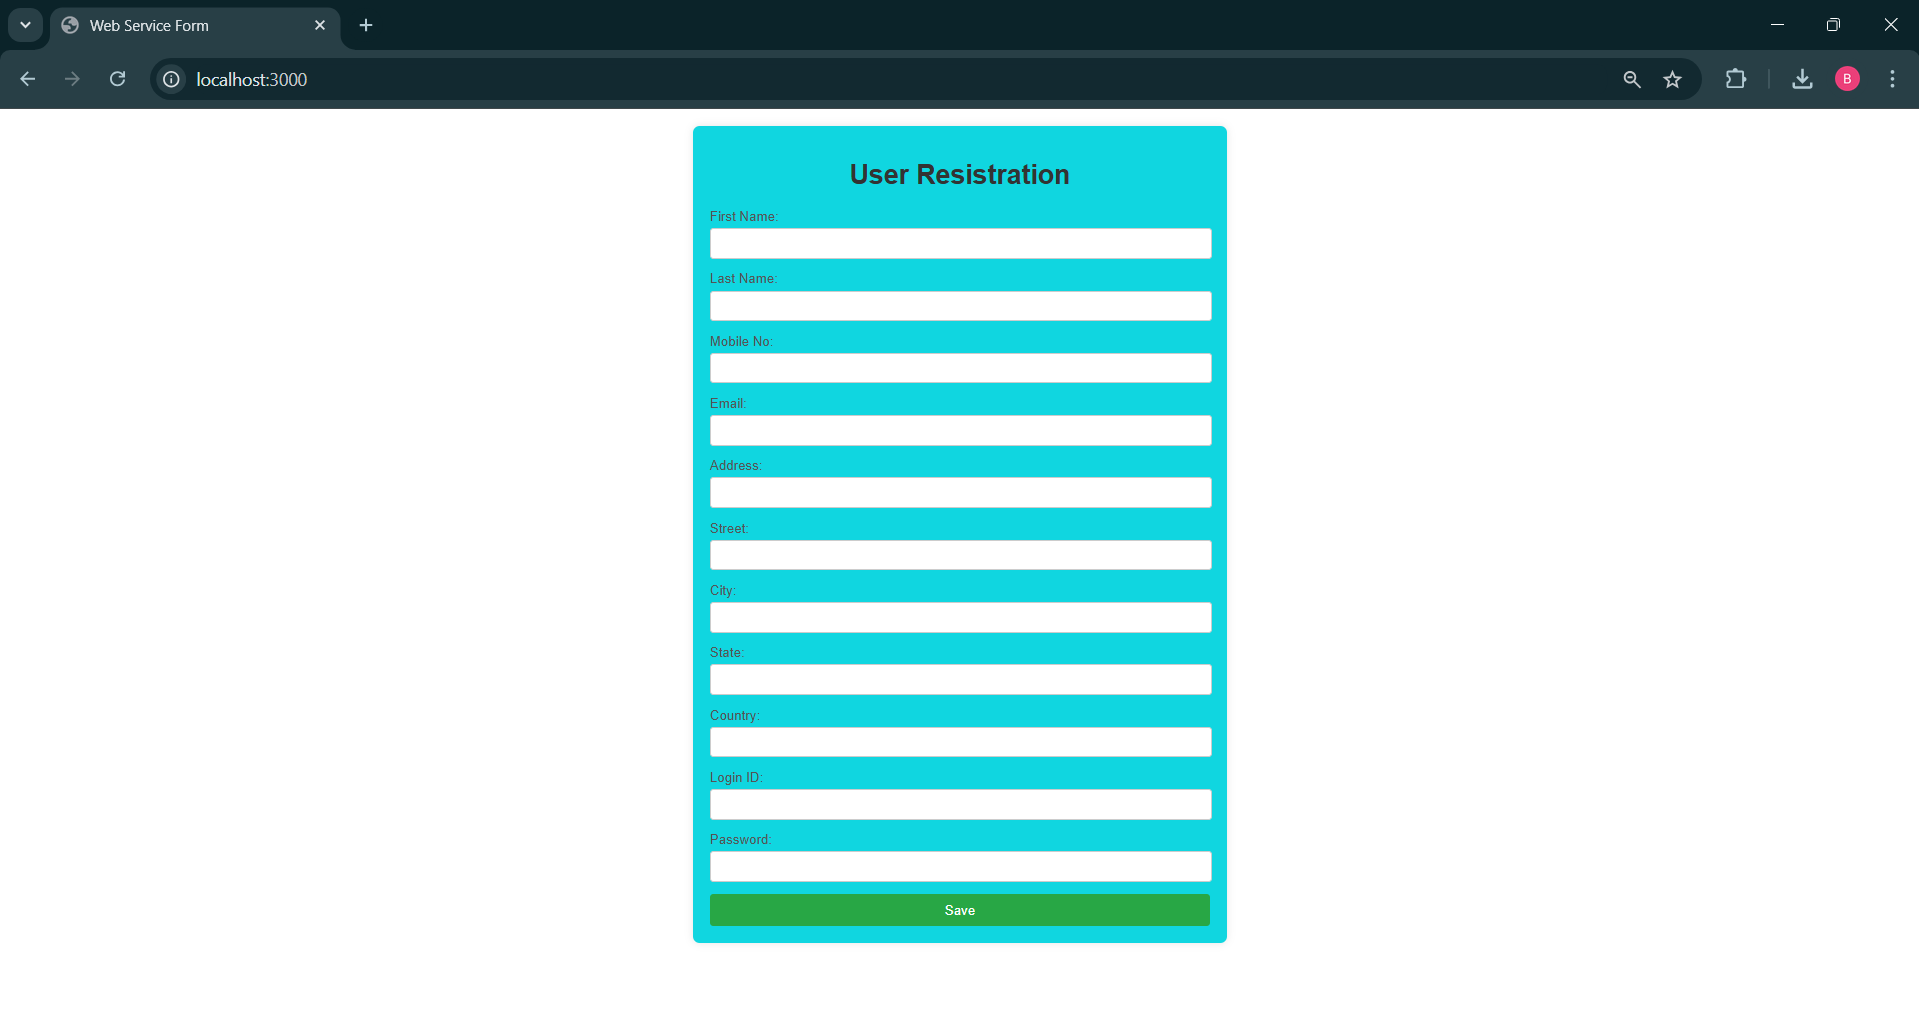 Web Service Form
localhost:3000
B
User Resistration
First Name:
Last Name:
Mobile No:
Email:
Address:
Street:
City:
State:
Country:
Login ID:
Password:
Save